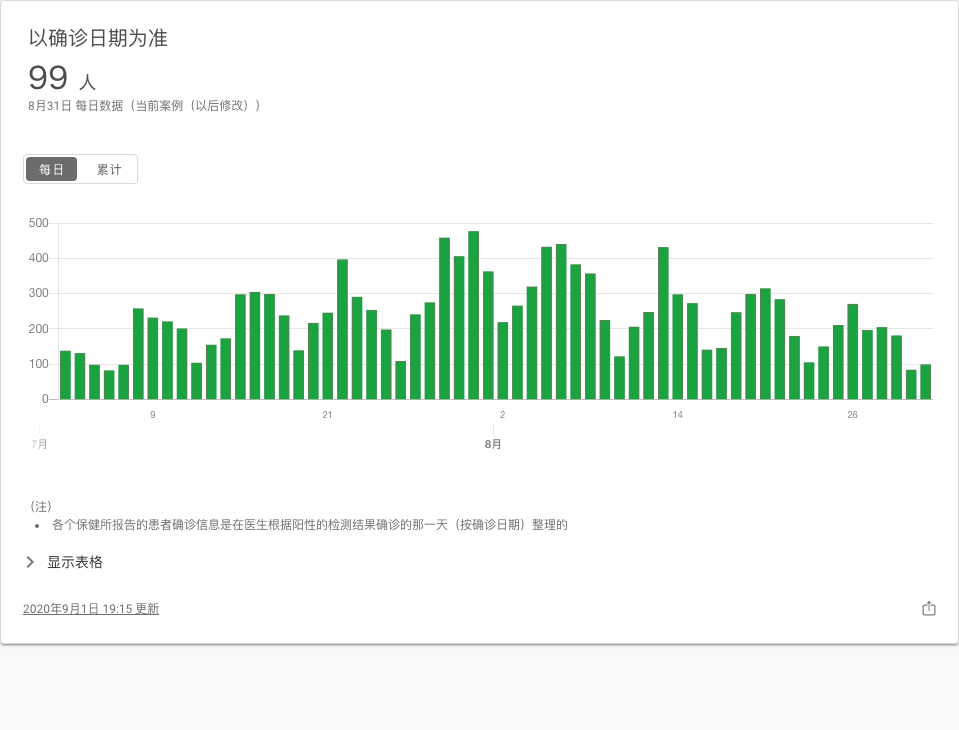 以确诊日期为准
99 人
8月31日 每日数据（当前案例（以后修改））
每日 累计
500
400
300
200
100
0
9 21 2 14 26
7月 8月
（注）
• 各个保健所报告的患者确诊信息是在医生根据阳性的检测结果确诊的那一天（按确诊日期）整理的
显示表格
2020年9月1日 19:15 更新